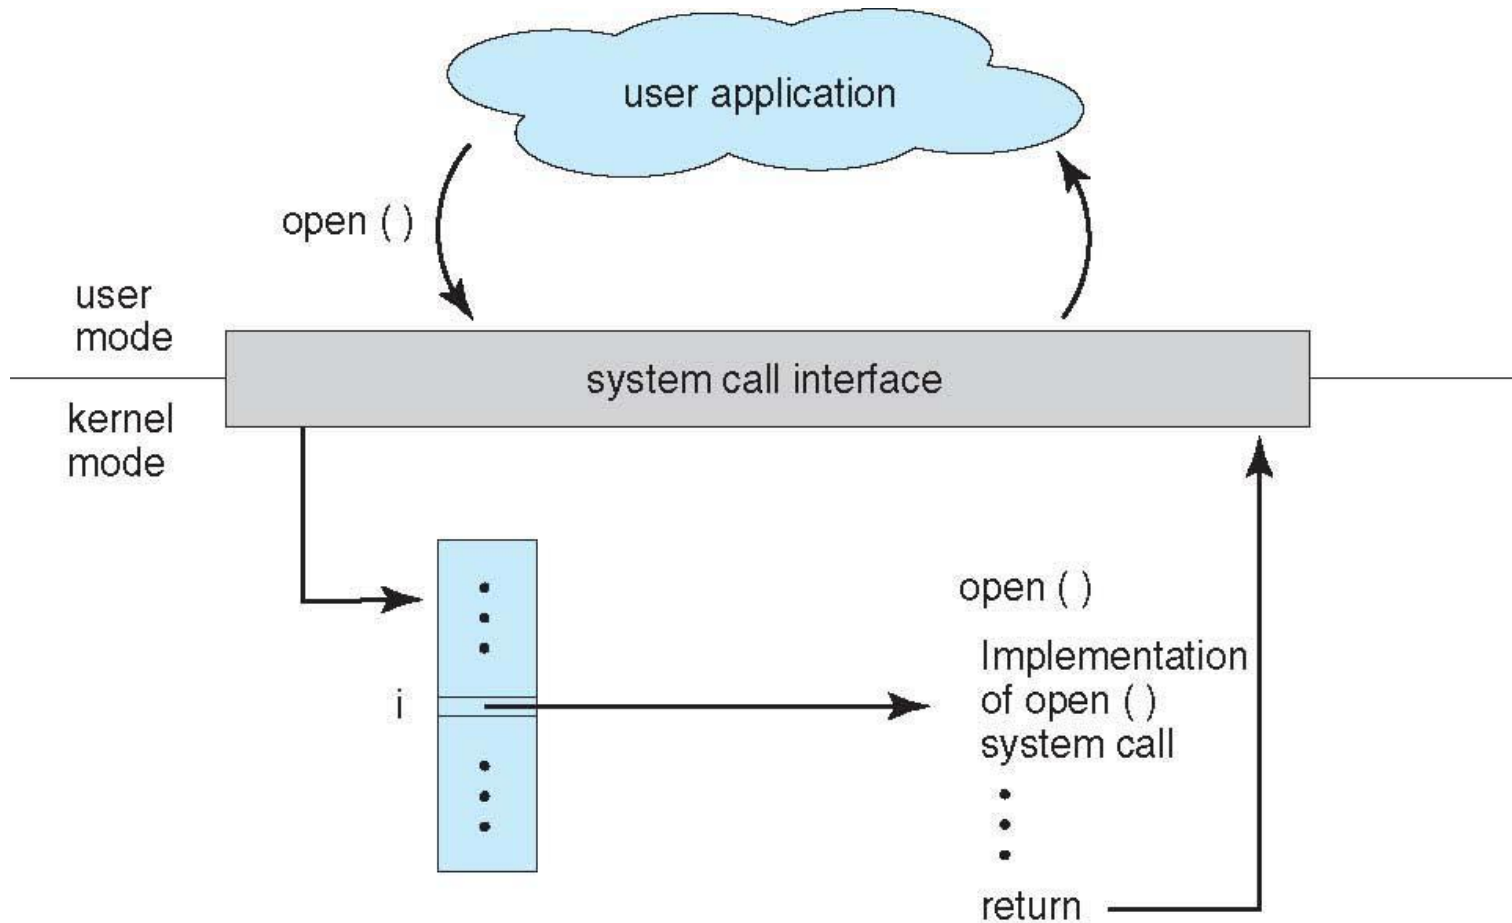 user application
open ( )
user
mode
system call interface
kernel
mode
open ( )
Implementation
of open ( )
system call
i
return